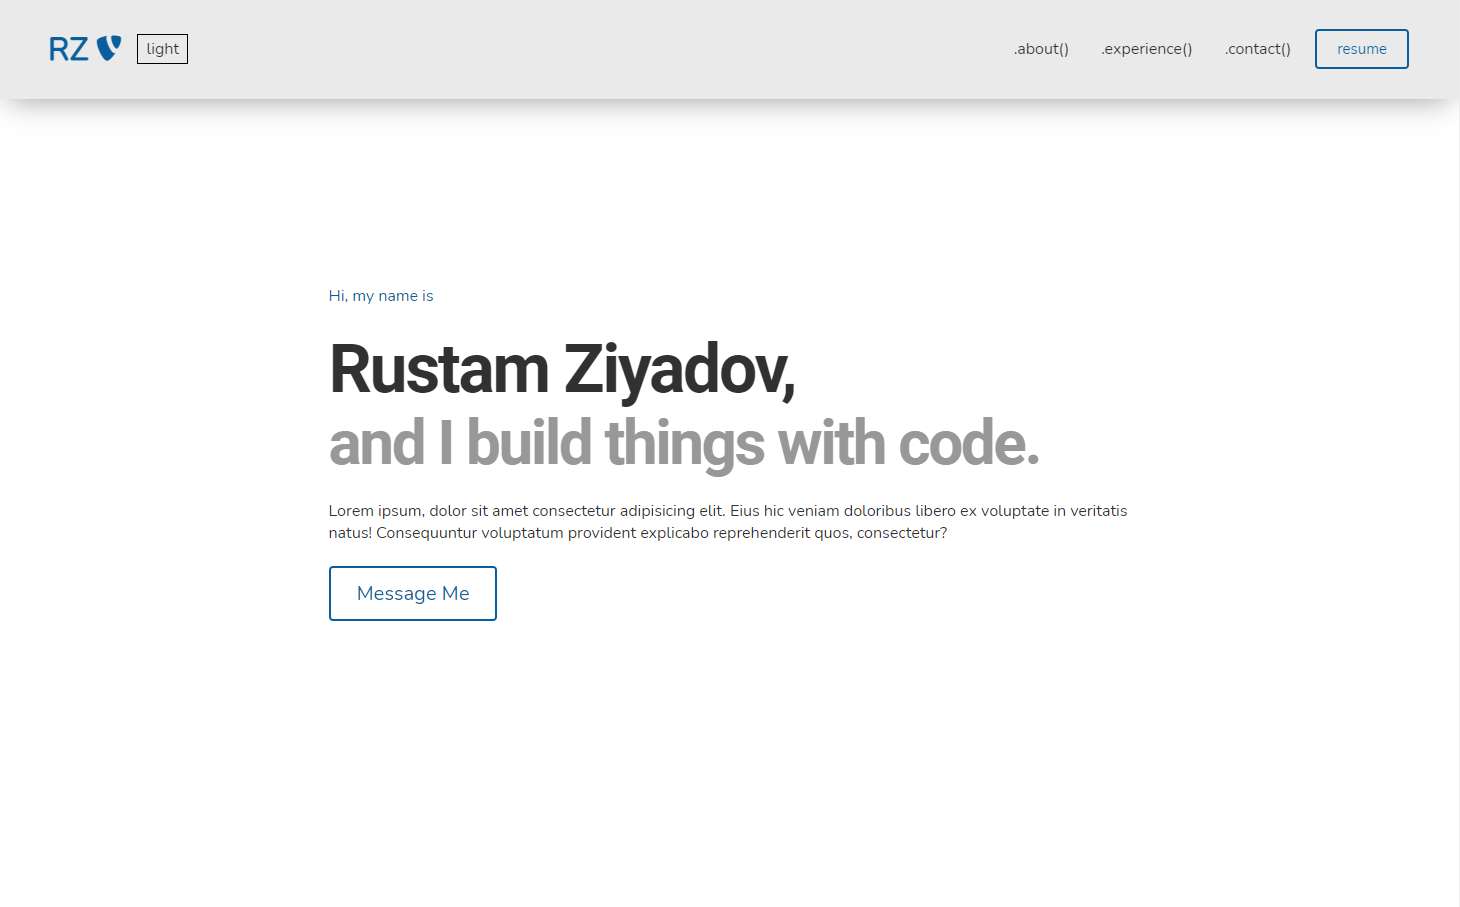 RZ light .about() .experience() .contact() resume
Hi, my name is
Rustam Ziyadov,
and I build things with code.
Lorem ipsum, dolor sit amet consectetur adipisicing elit. Eius hic veniam doloribus libero ex voluptate in veritatis
natus! Consequuntur voluptatum provident explicabo reprehenderit quos, consectetur?
Message Me